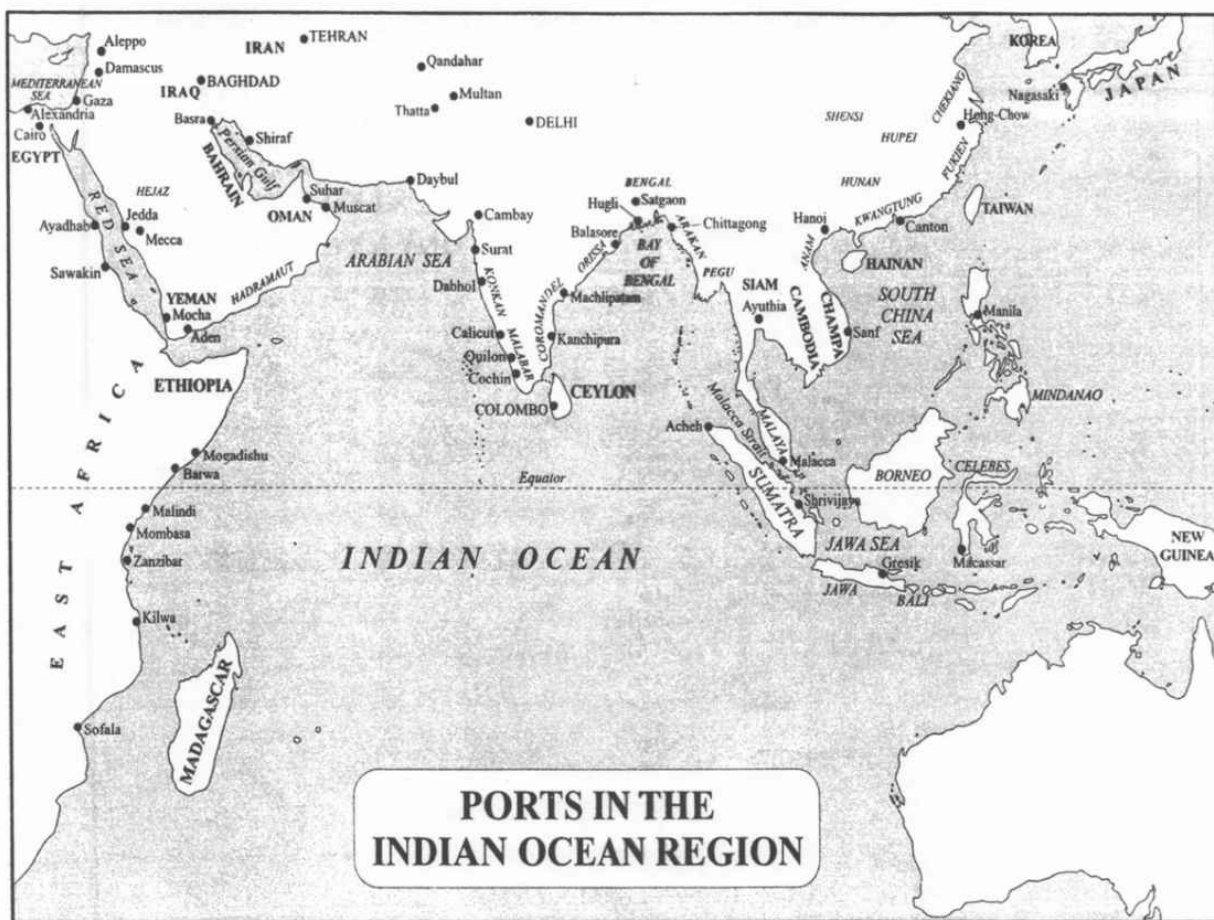 Aleppo
IRAN
TEHRAN
KOREA
JAPAN
Damascus
Qandahar
MEDITERRANEAN
SEA
BAGHDAD
IRAQ
Gaza
Multan
Nagasaki
CHEKIANG
Alexandria
Thatta
SHENSI
Basra
DELHI
Hong-Chow
Cairo
Shiraf
HUPEI
EGYPT
Persian Gulf
BAHRAIN
FUKIEN
HEJAZ
Daybul
BENGAL
HUNAN
RED SEA
Suhar
Satgaon
KWANGTUNG
TAIWAN
OMAN
Muscat
Cambay
Hugli
ARAKAN
Chittagong
Hanoi
Canton
Ayadhab
Jedda
Mecca
Balasore
ANAM
ARABIAN SEA
Surat
ORISSA
BAY
OF
BENGAL
HAINAN
Sawakin
HADRAMAUT
Dabhol
KONKAN
PEGU
SIAM
SOUTH
CHINA
SEA
YEMAN
Mocha
COROMANDEL
Machlipatam
Ayuthia
CAMBODIA
CHAMPA
Manila
Aden
Calicut
MALABAR
Kanchipura
Sanf
Quilon
ETHIOPIA
Cochin
CEYLON
COLOMBO
MINDANAO
Acheh
Malacca Strait
MALAYA
EAST AFRICA
Mogadishu
Malacca
Barwa
Equator
BORNEO
CELEBES
SUMATRA
Shrivijaya
Malindi
Mombasa
JAWA SEA
NEW
GUINEA
INDIAN OCEAN
Zanzibar
Gresik
Macassar
JAWA
BALI
Kilwa
MADAGASCAR
Sofala
PORTS IN THE
INDIAN OCEAN REGION